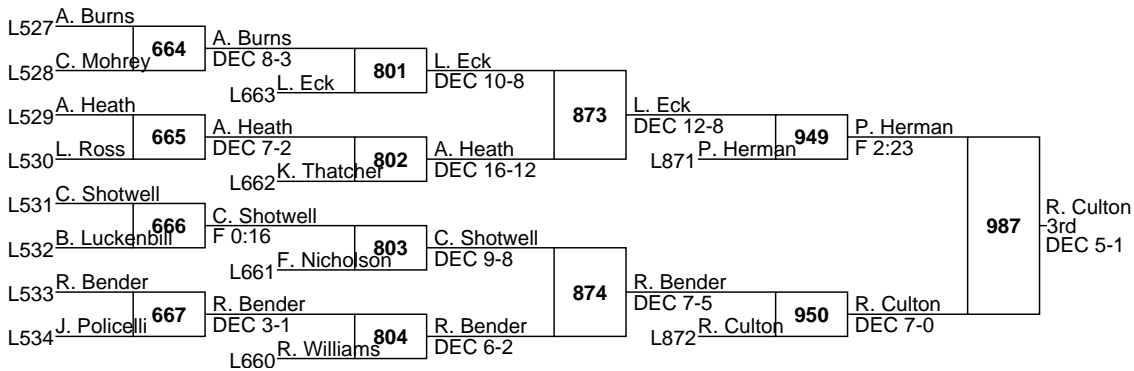 L527 A. Burns
664
L528 C. Mohrey
A. Burns
DEC 8-3
801
L663 L. Eck
L. Eck
DEC 10-8
L529 A. Heath
665
L530 L. Ross
A. Heath
DEC 7-2
802
L662 K. Thatcher
A. Heath
DEC 16-12
873
L. Eck
DEC 12-8
949
L871 P. Herman
P. Herman
F 2:23
L531 C. Shotwell
666
L532 B. Luckenbill
C. Shotwell
F 0:16
803
L661 F. Nicholson
C. Shotwell
DEC 9-8
L533 R. Bender
667
L534 J. Policelli
R. Bender
DEC 3-1
804
L660 R. Williams
R. Bender
DEC 6-2
874
R. Bender
DEC 7-5
950
L872 R. Culton
R. Culton
DEC 7-0
987
R. Culton
3rd
DEC 5-1